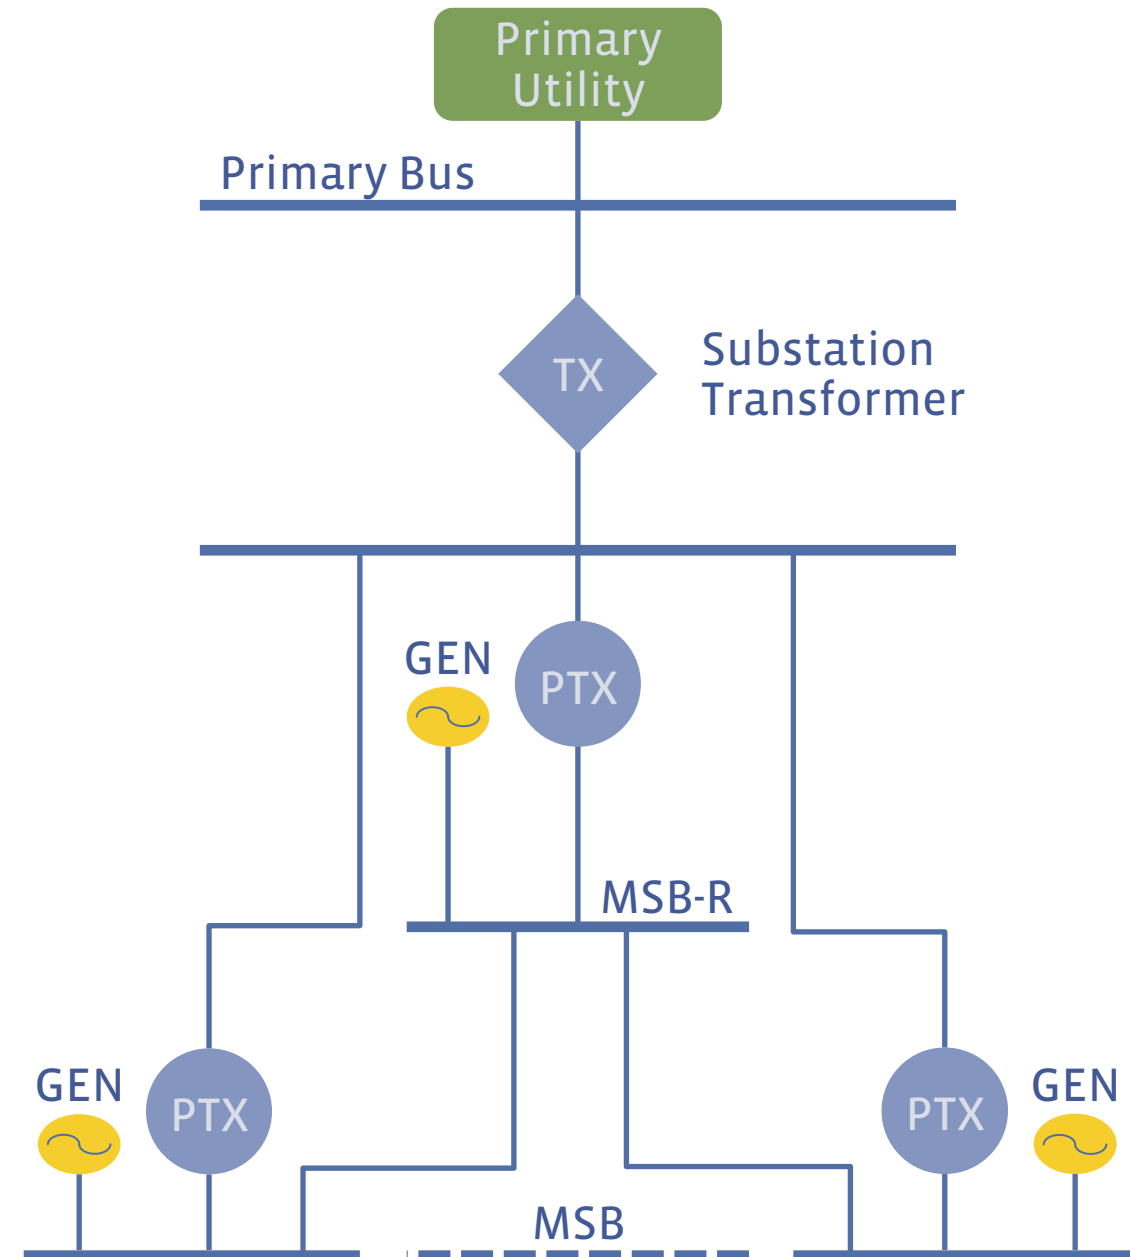 Primary
Utility
Primary Bus
TX
Substation
Transformer
GEN
PTX
MSB-R
GEN
PTX
PTX
GEN
MSB